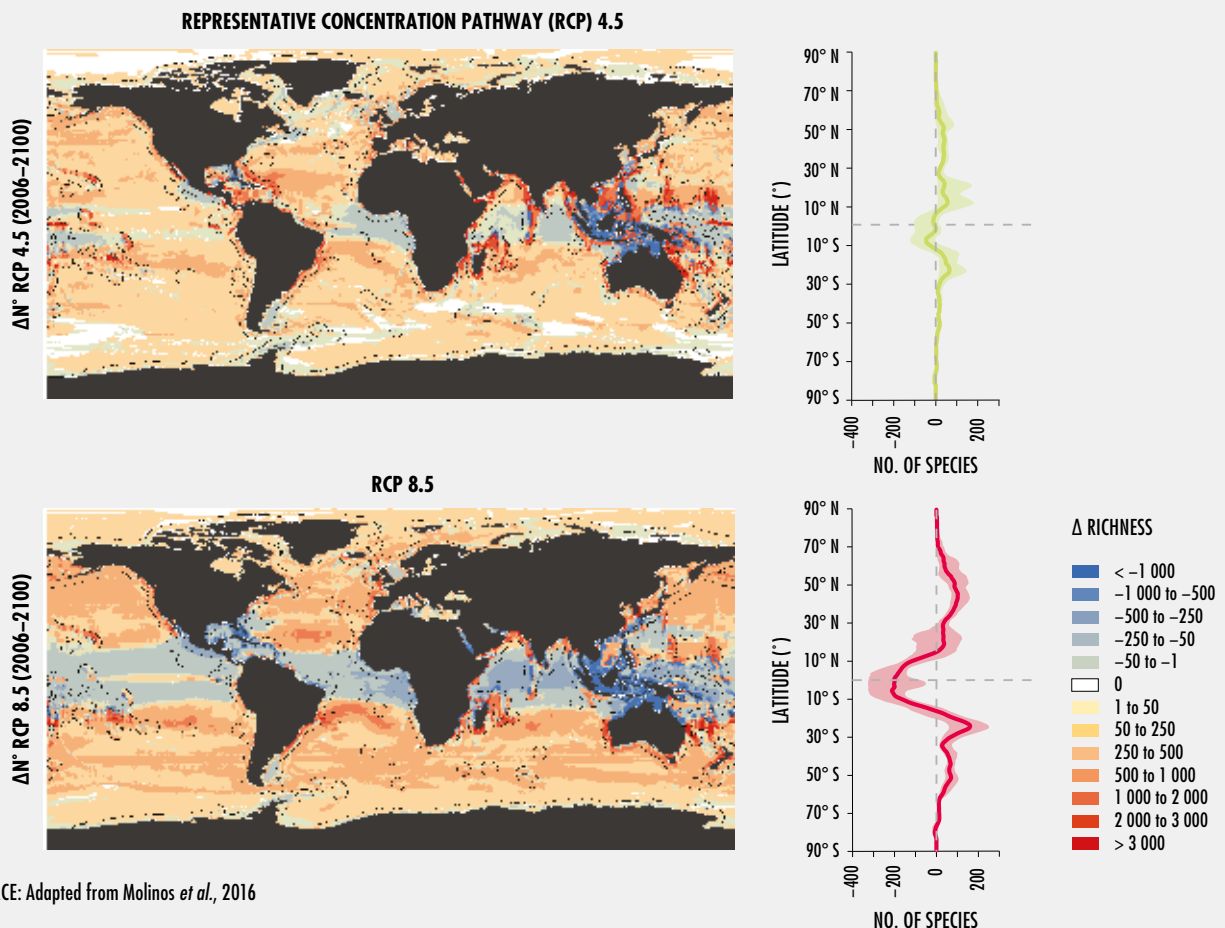 REPRESENTATIVE CONCENTRATION PATHWAY (RCP) 4.5
ΔN° RCP 4.5 (2006–2100)
90° N
70° N
50° N
30° N
10° N
10° S
30° S
50° S
70° S
90° S
LATITUDE (°)
–400
–200
0
200
NO. OF SPECIES
RCP 8.5
ΔN° RCP 8.5 (2006–2100)
90° N
70° N
50° N
30° N
10° N
10° S
30° S
50° S
70° S
90° S
LATITUDE (°)
–400
–200
0
200
NO. OF SPECIES
Δ RICHNESS
< –1 000
–1 000 to –500
–500 to –250
–250 to –50
–50 to –1
0
1 to 50
50 to 250
250 to 500
500 to 1 000
1 000 to 2 000
2 000 to 3 000
> 3 000
CE: Adapted from Molinos et al., 2016